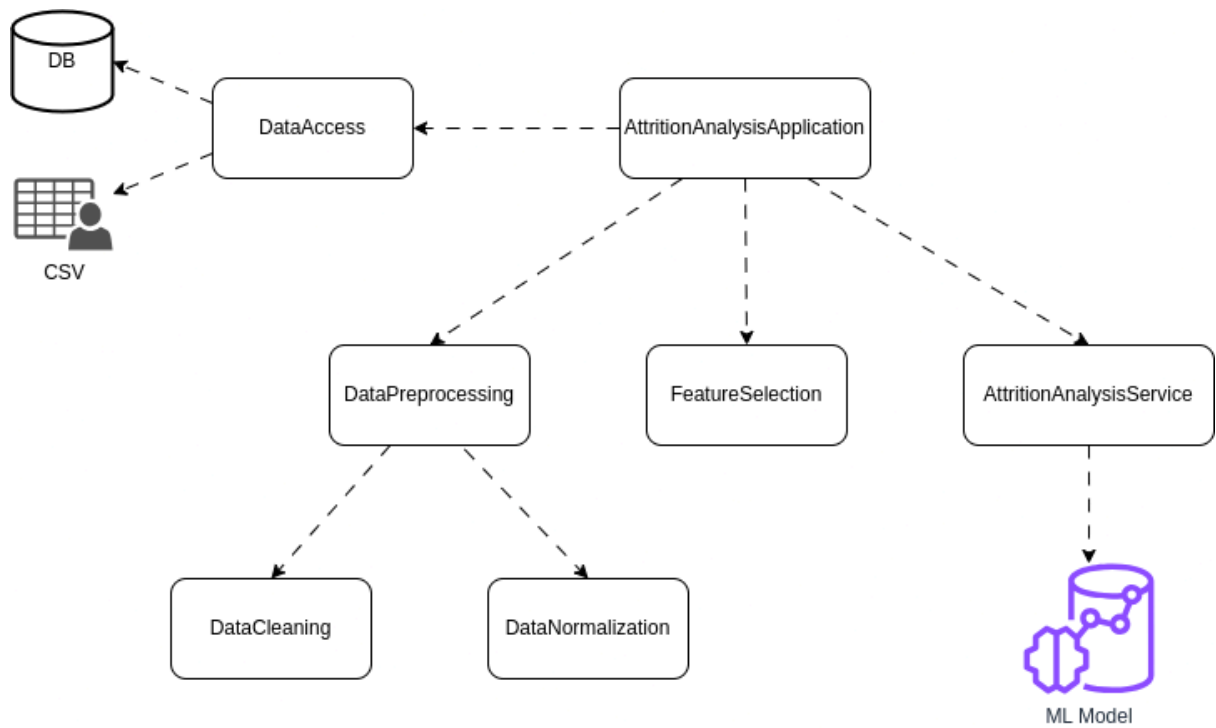 DB
DataAccess
AttritionAnalysisApplication
CSV
DataPreprocessing
FeatureSelection
AttritionAnalysisService
DataCleaning
DataNormalization
ML Model